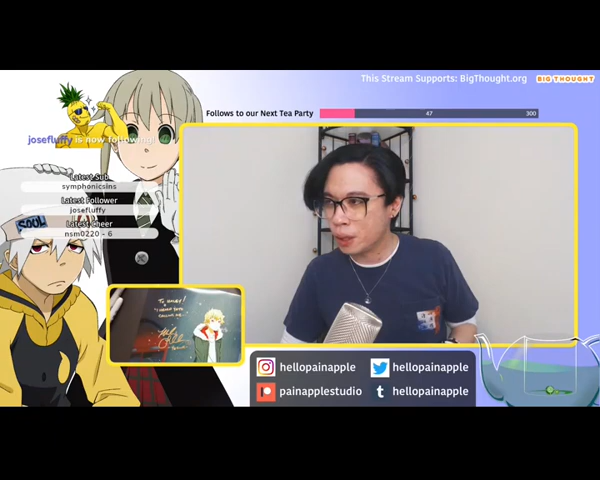 This Stream Supports: BigThought.org
BIG THOUGHT
Follows to our Next Tea Party
47
300
josefluffy is now following!
Latest Sub
symphonicsins
Latest Follower
josefluffy
Latest Cheer
nsm0220 - 6
SOUL
hellopainapple
hellopainapple
painapplestudio
hellopainapple